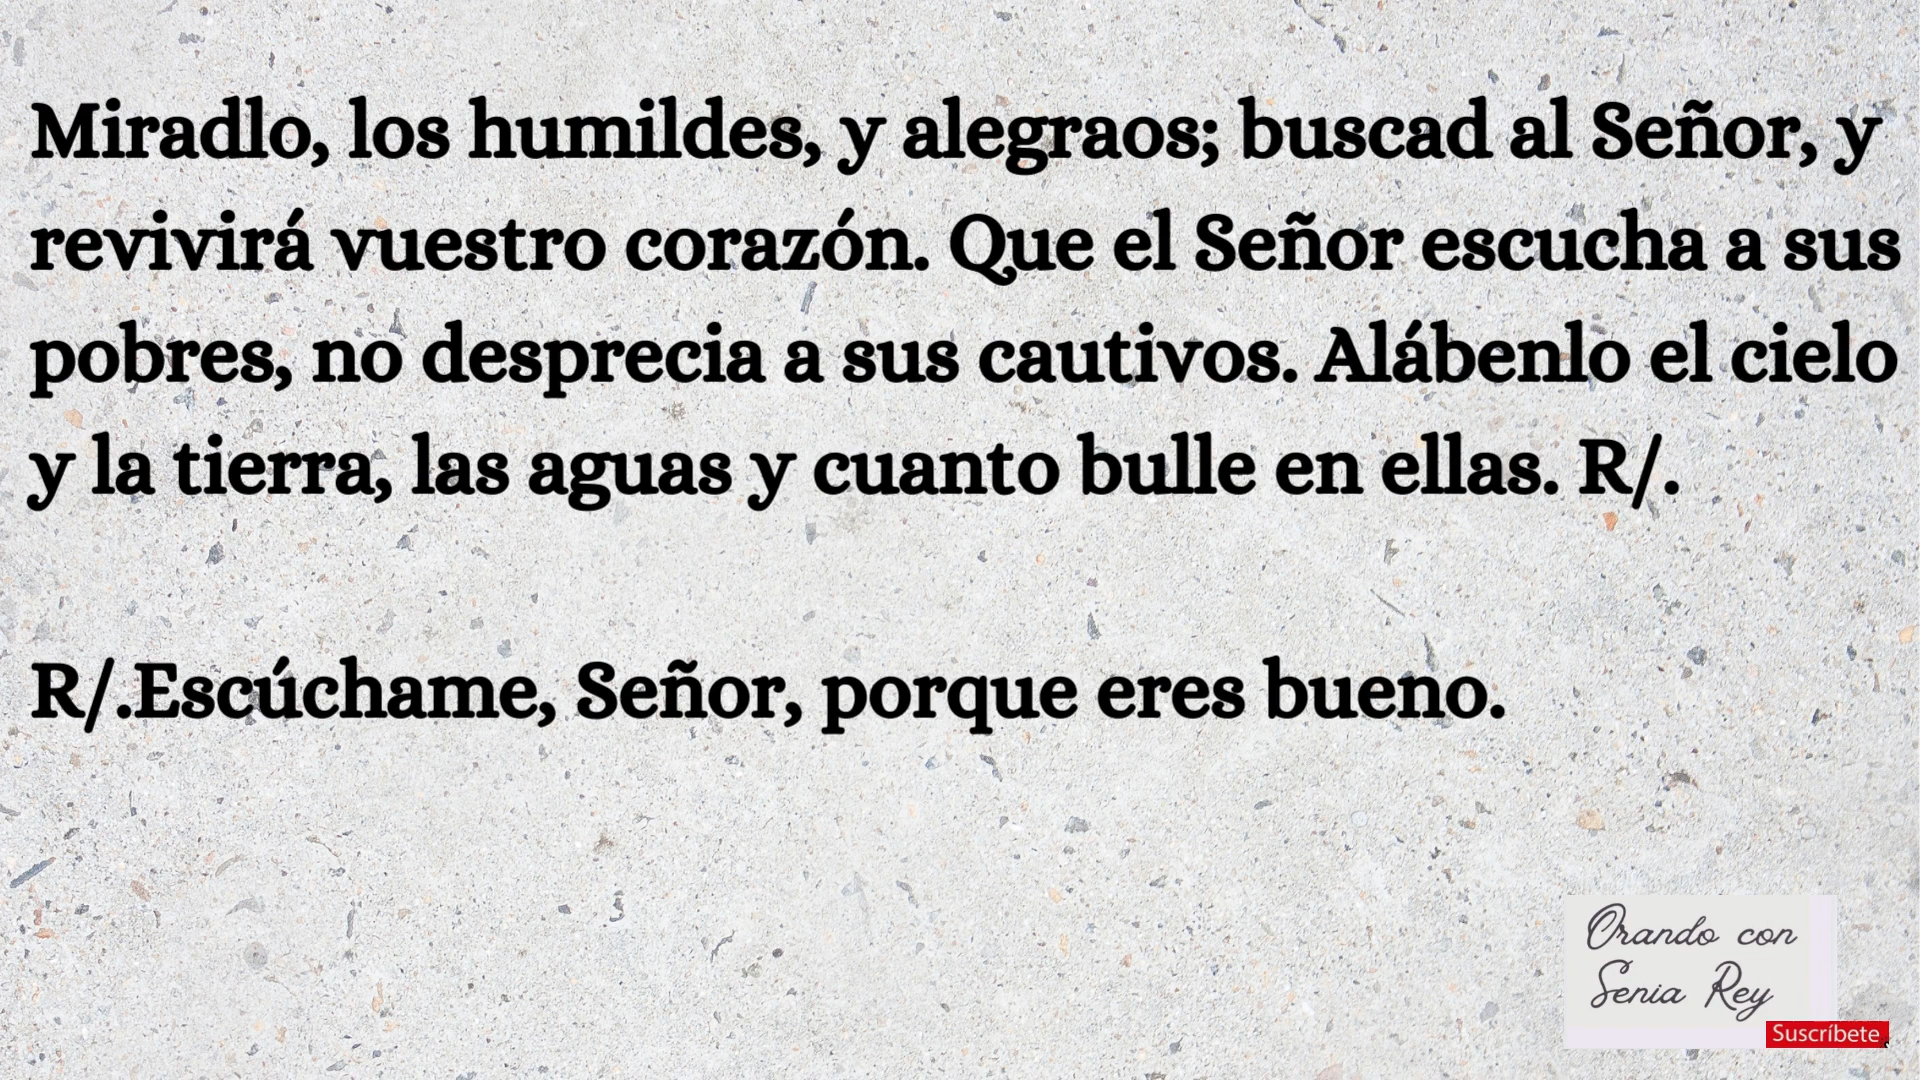 Miradlo, los humildes, y alegraos; buscad al Señor, y
revivirá vuestro corazón. Que el Señor escucha a sus
pobres, no desprecia a sus cautivos. Alábenlo el cielo
y la tierra, las aguas y cuanto bulle en ellas. R/.
R/.Escúchame, Señor, porque eres bueno.
Orando con
Senia Rey
Suscríbete